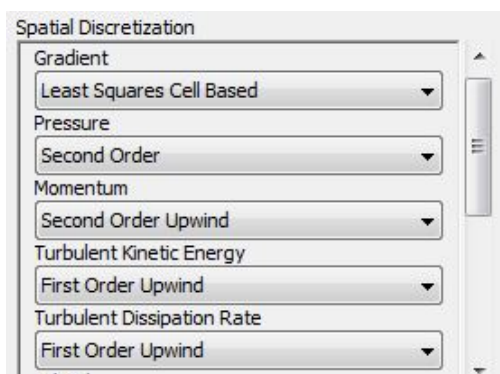 Spatial Discretization
Gradient
Least Squares Cell Based
Pressure
Second Order
Momentum
Second Order Upwind
Turbulent Kinetic Energy
First Order Upwind
Turbulent Dissipation Rate
First Order Upwind